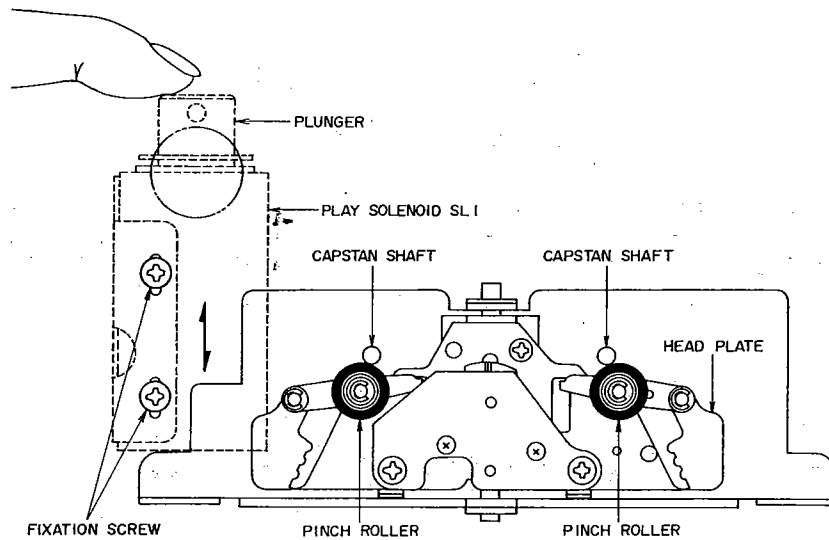 PLUNGER
PLAY SOLENOID SL1
CAPSTAN SHAFT
CAPSTAN SHAFT
HEAD PLATE
FIXATION SCREW
PINCH ROLLER
PINCH ROLLER